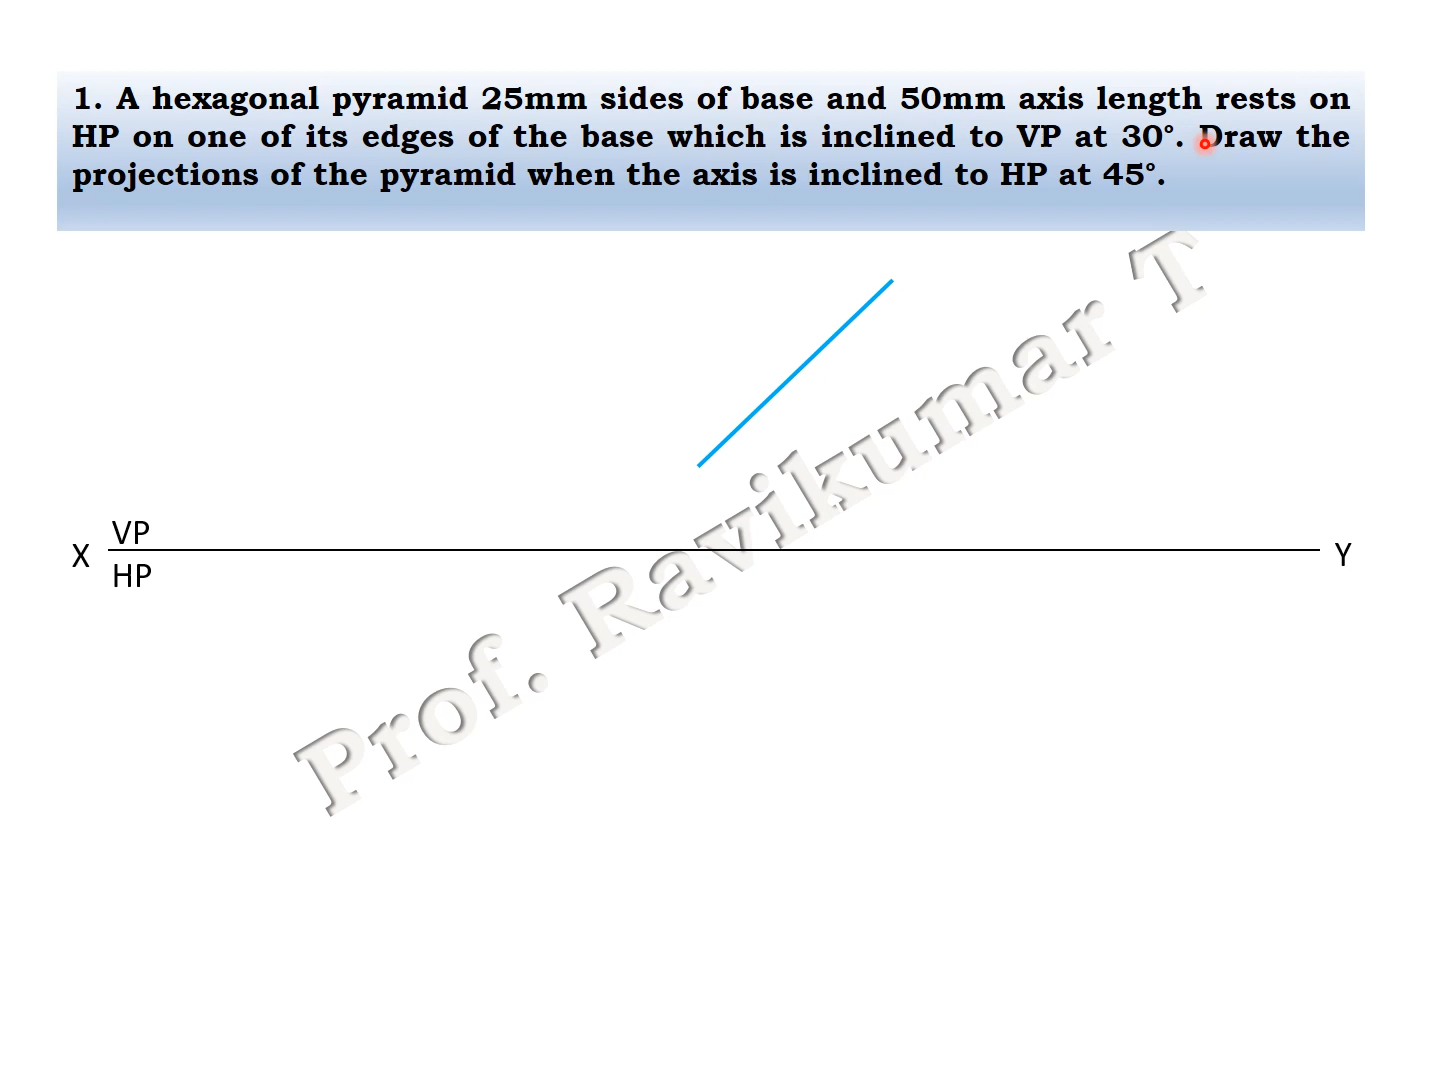 1. A hexagonal pyramid 25mm sides of base and 50mm axis length rests on
HP on one of its edges of the base which is inclined to VP at 30°. Draw the
projections of the pyramid when the axis is inclined to HP at 45°.
Prof. Ravikumar T
VP
X
Y
HP